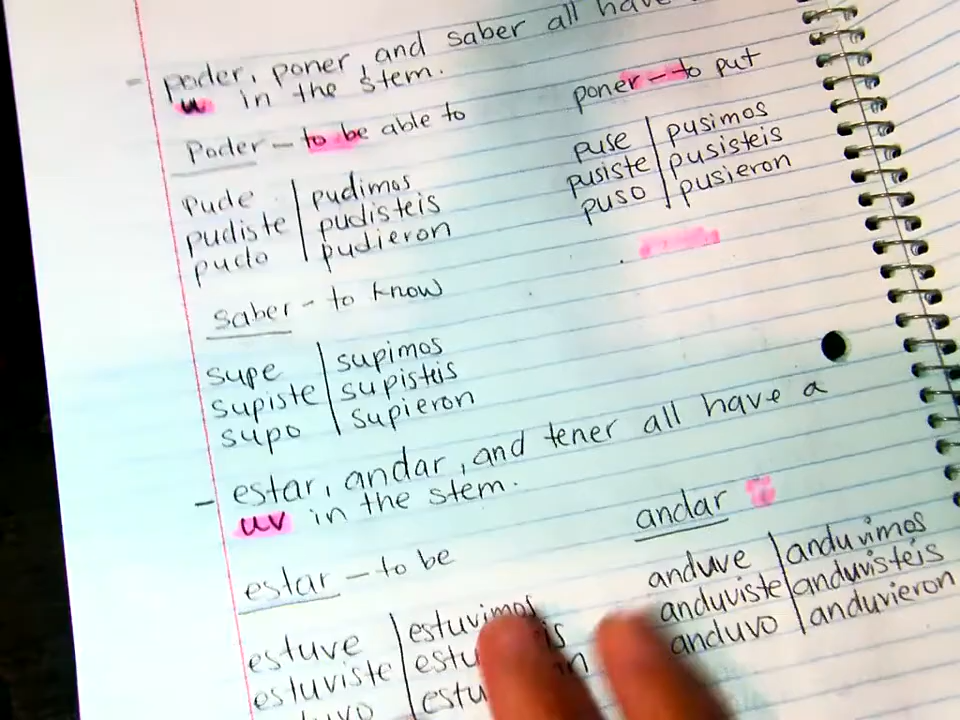 - poder, poner, and saber all have
u in the stem.
poder - to be able to
pude | pudimos
pudiste | pudisteis
pudo | pudieron
poner - to put
puse | pusimos
pusiste | pusisteis
puso | pusieron
saber - to know
supe | supimos
supiste | supisteis
supo | supieron
- estar, andar, and tener all have a
uv in the stem.
estar - to be
estuve | estuvimos
estuviste |
andar
anduve | anduvimos
anduviste | anduvisteis
anduvo | anduvieron